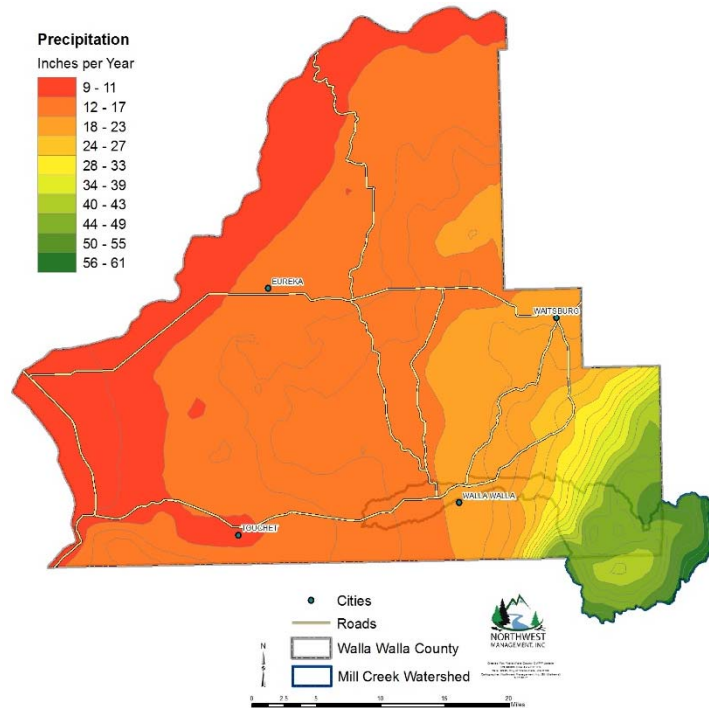 Precipitation
Inches per Year
9 - 11
12 - 17
18 - 23
24 - 27
28 - 33
34 - 39
40 - 43
44 - 49
50 - 55
56 - 61
EUREKA
WAITSBURG
WALLA WALLA
TOUCHET
Cities
Roads
Walla Walla County
Mill Creek Watershed
N
NORTHWEST
MANAGEMENT, INC.
0 2.5 5 10 15 20
Miles